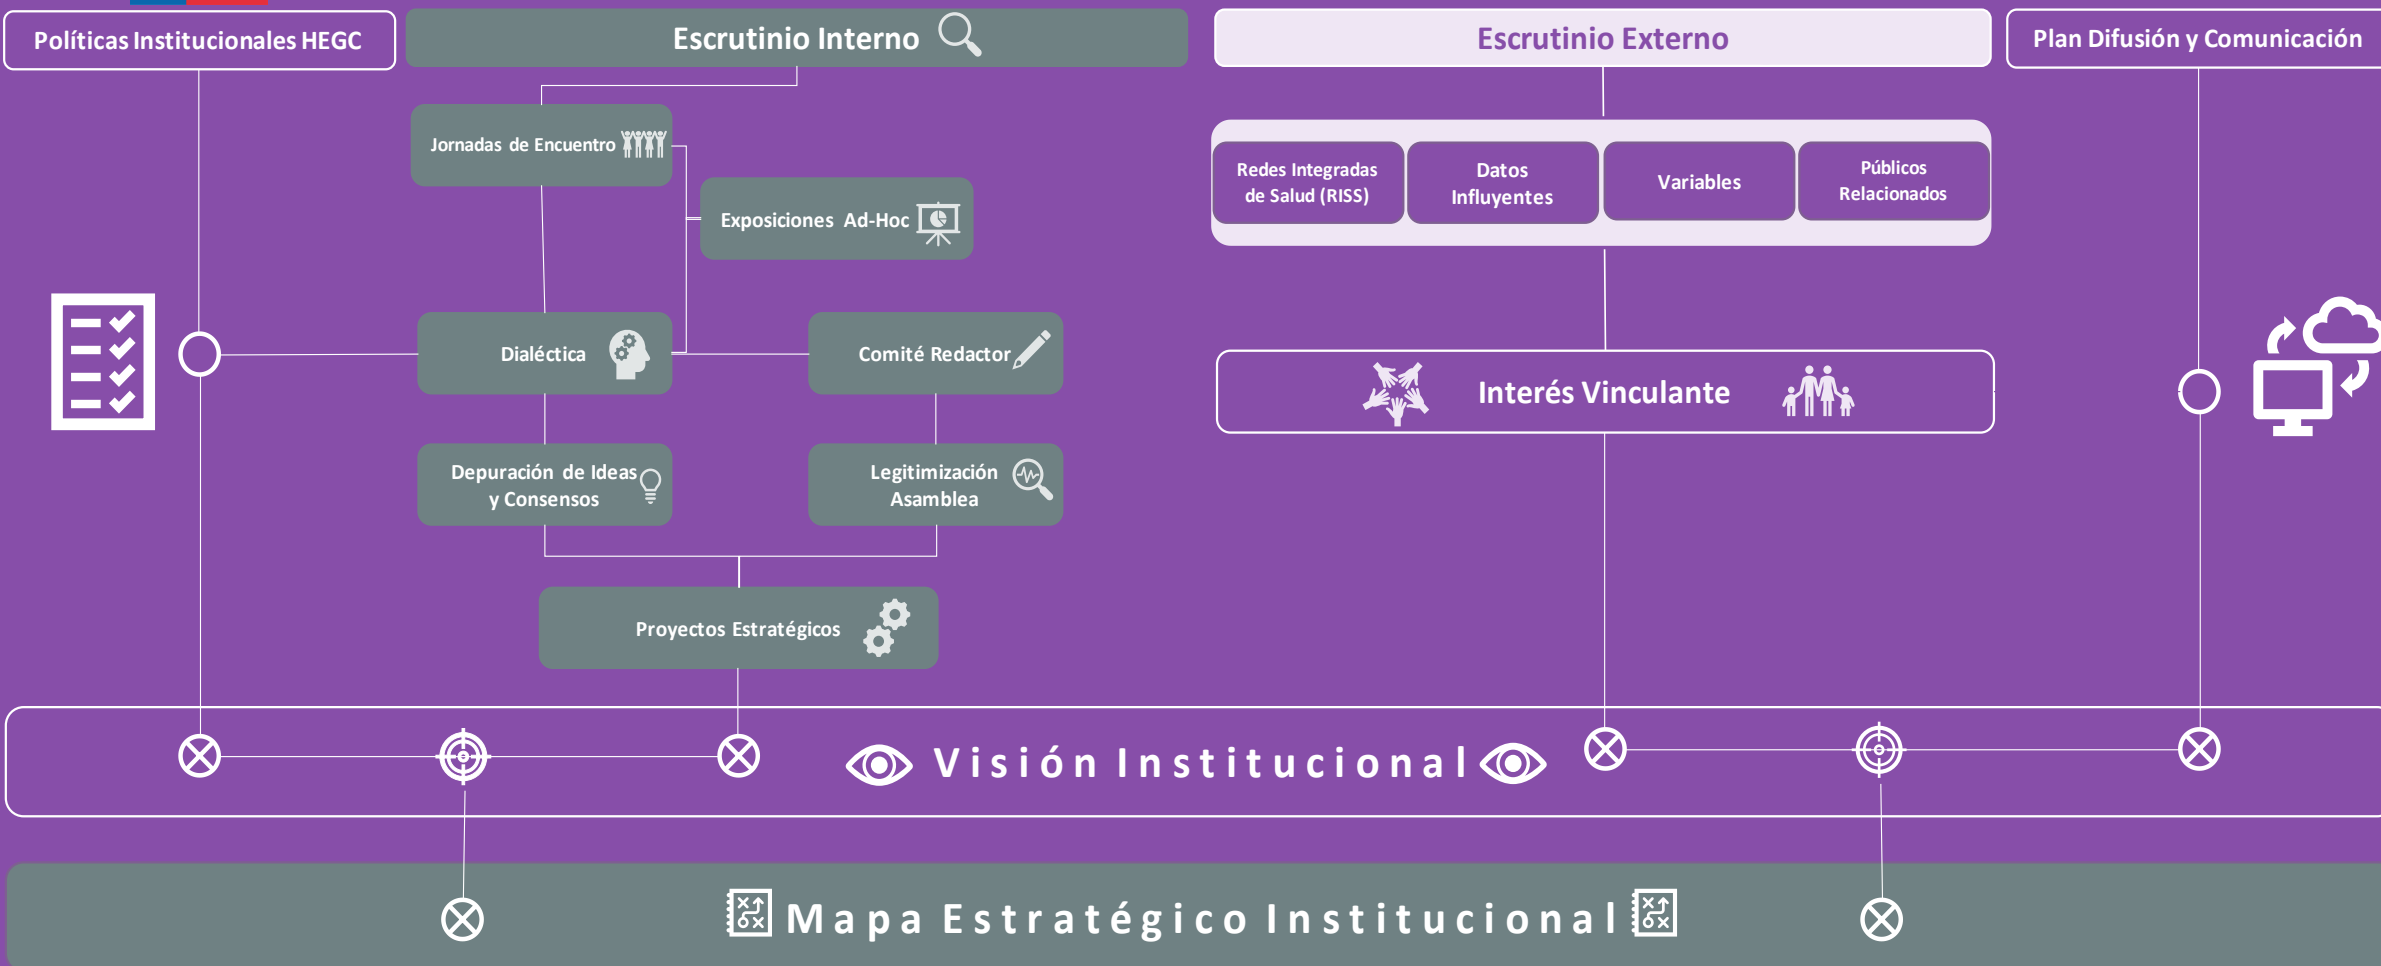 Políticas Institucionales HEGC
Escrutinio Interno
Escrutinio Externo
Plan Difusión y Comunicación
Jornadas de Encuentro
Exposiciones Ad-Hoc
Redes Integradas
de Salud (RISS)
Datos
Influyentes
Variables
Públicos
Relacionados
Dialéctica
Comité Redactor
Interés Vinculante
Depuración de Ideas
y Consensos
Legitimización
Asamblea
Proyectos Estratégicos
Visión Institucional
Mapa Estratégico Institucional